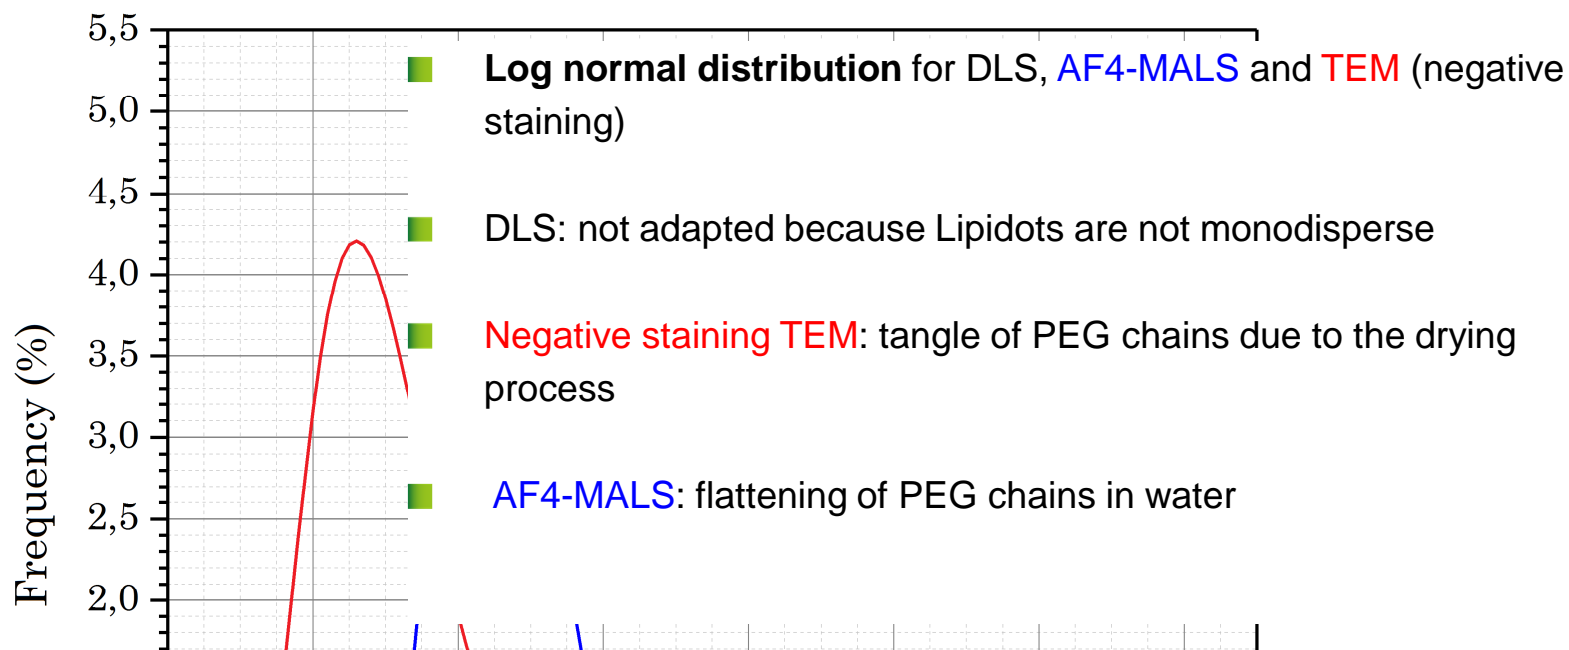 5,5
Log normal distribution for DLS, AF4-MALS and TEM (negative
staining)
5,0
4,5
DLS: not adapted because Lipidots are not monodisperse
4,0
Negative staining TEM: tangle of PEG chains due to the drying
process
3,5
3,0
AF4-MALS: flattening of PEG chains in water
2,5
2,0
Frequency (%)